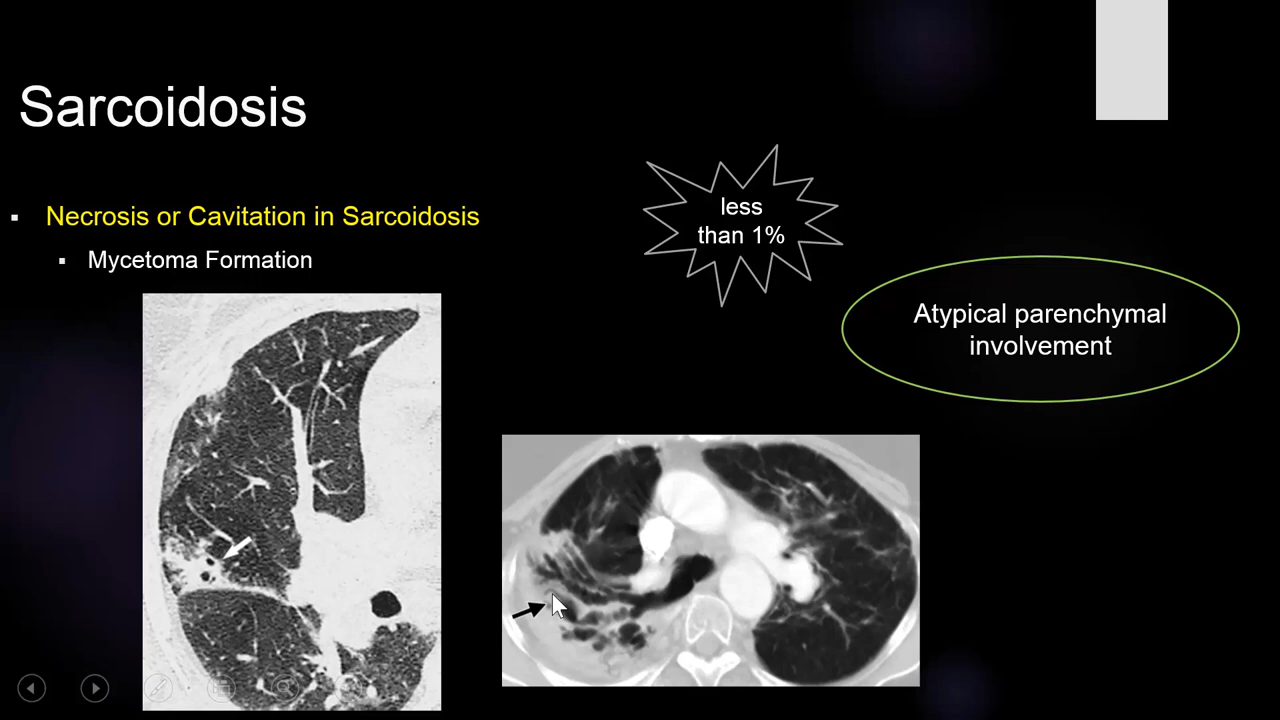 Sarcoidosis
Necrosis or Cavitation in Sarcoidosis
Mycetoma Formation
less
than 1%
Atypical parenchymal
involvement